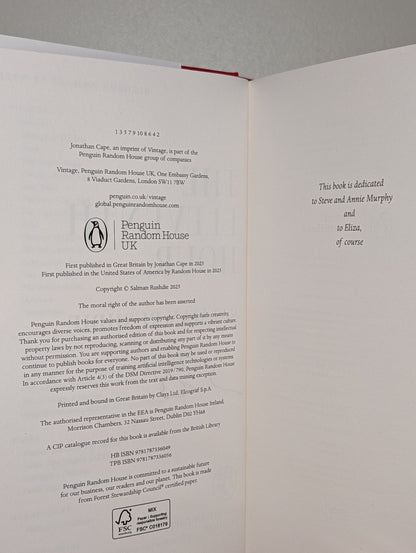 1 3 5 7 9 10 8 6 4 2
Jonathan Cape, an imprint of Vintage, is part of the
Penguin Random House group of companies
Vintage, Penguin Random House UK, One Embassy Gardens,
8 Viaduct Gardens, London SW11 7BW
penguin.co.uk/vintage
global.penguinrandomhouse.com
Penguin
Random House
UK
First published in Great Britain by Jonathan Cape in 2025
First published in the United States of America by Random House in 2025
Copyright © Salman Rushdie 2025
The moral right of the author has been asserted
Penguin Random House values and supports copyright. Copyright fuels creativity,
encourages diverse voices, promotes freedom of expression and supports a vibrant culture.
Thank you for purchasing an authorised edition of this book and for respecting intellectual
property laws by not reproducing, scanning or distributing any part of it by any means
without permission. You are supporting authors and enabling Penguin Random House to
continue to publish books for everyone. No part of this book may be used or reproduced
in any manner for the purpose of training artificial intelligence technologies or systems.
In accordance with Article 4(3) of the DSM Directive 2019/790, Penguin Random House
expressly reserves this work from the text and data mining exception.
Printed and bound in Great Britain by Clays Ltd, Elcograf S.p.A
The authorised representative in the EEA is Penguin Random House Ireland,
Morrison Chambers, 32 Nassau Street, Dublin D02 YH68
A CIP catalogue record for this book is available from the British Library
HB ISBN 9781787336049
TPB ISBN 9781787336056
Penguin Random House is committed to a sustainable future
for our business, our readers and our planet. This book is made
from Forest Stewardship Council® certified paper.
FSC
www.fsc.org
MIX
Paper | Supporting
responsible forestry
FSC® C018179
This book is dedicated
to Steve and Annie Murphy
and
to Eliza,
of course